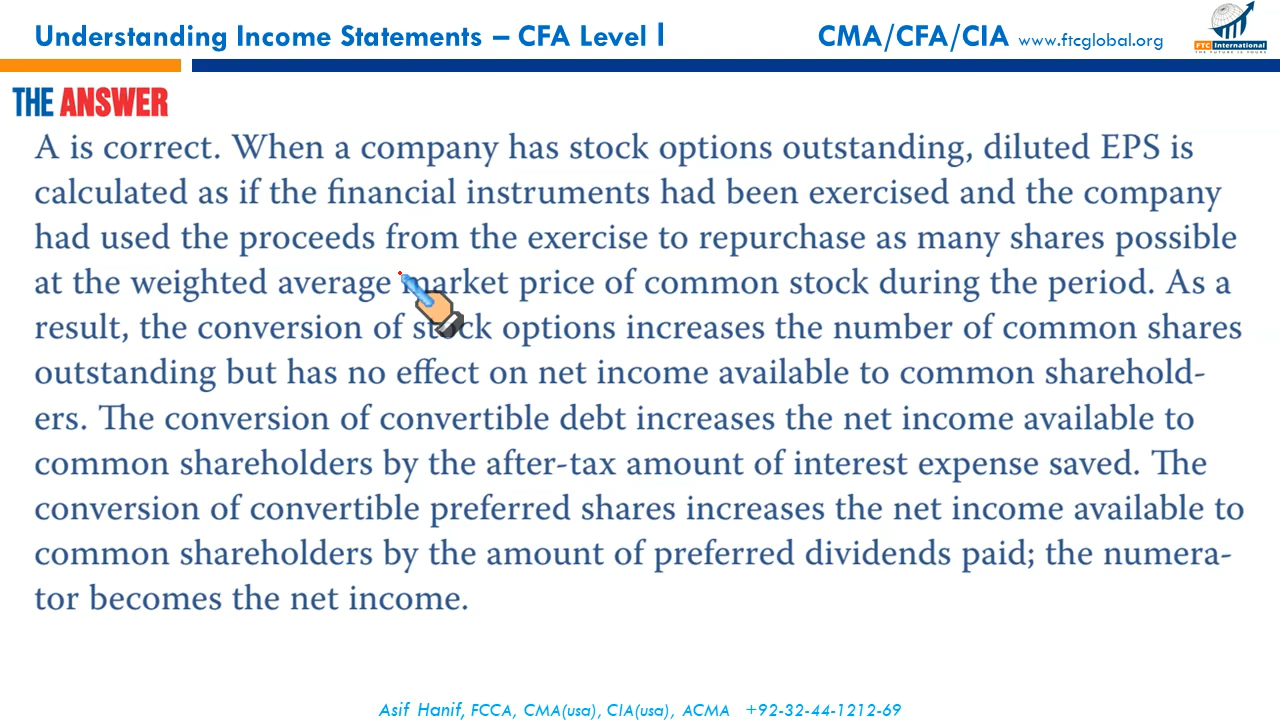 Understanding Income Statements – CFA Level I
CMA/CFA/CIA www.ftcglobal.org
FTC International
THE FUTURE IS YOURS
THE ANSWER
A is correct. When a company has stock options outstanding, diluted EPS is
calculated as if the financial instruments had been exercised and the company
had used the proceeds from the exercise to repurchase as many shares possible
at the weighted average market price of common stock during the period. As a
result, the conversion of stock options increases the number of common shares
outstanding but has no effect on net income available to common sharehold-
ers. The conversion of convertible debt increases the net income available to
common shareholders by the after-tax amount of interest expense saved. The
conversion of convertible preferred shares increases the net income available to
common shareholders by the amount of preferred dividends paid; the numera-
tor becomes the net income.
Asif Hanif, FCCA, CMA(usa), CIA(usa), ACMA +92-32-44-1212-69